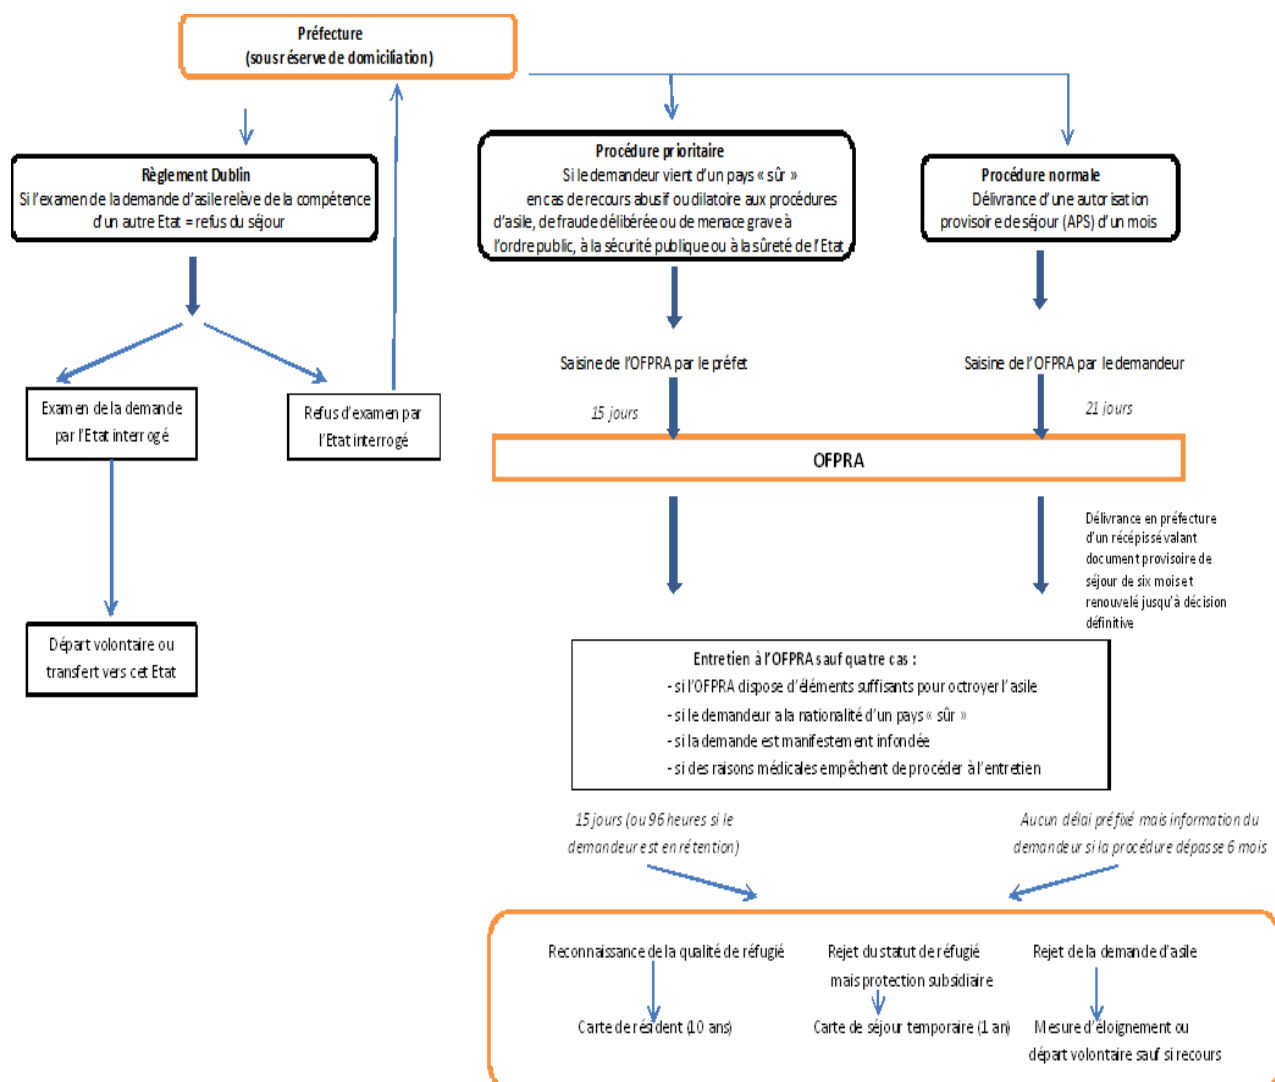 Préfecture
(sous réserve de domiciliation)
Règlement Dublin
Si l'examen de la demande d'asile relève de la compétence
d'un autre Etat = refus du séjour
Procédure prioritaire
Si le demandeur vient d'un pays « sûr »
en cas de recours abusif ou dilatoire aux procédures
d'asile, de fraude délibérée ou de menace grave à
l'ordre public, à la sécurité publique ou à la sûreté de l'Etat
Procédure normale
Délivrance d'une autorisation
provisoire de séjour (APS) d'un mois
Saisine de l'OFPRA par le préfet
Saisine de l'OFPRA par le demandeur
Examen de la demande
par l'Etat interrogé
Refus d'examen par
l'Etat interrogé
15 jours
21 jours
OFPRA
Délivrance en préfecture
d'un récépissé valant
document provisoire de
séjour de six mois et
renouvelé jusqu'à décision
définitive
Départ volontaire ou
transfert vers cet Etat
Entretien à l'OFPRA sauf quatre cas :
- si l'OFPRA dispose d'éléments suffisants pour octroyer l'asile
- si le demandeur a la nationalité d'un pays « sûr »
- si la demande est manifestement infondée
- si des raisons médicales empêchent de procéder à l'entretien
15 jours (ou 96 heures si le
demandeur est en rétention)
Aucun délai préfixé mais information du
demandeur si la procédure dépasse 6 mois
Reconnaissance de la qualité de réfugié
Rejet du statut de réfugié
mais protection subsidiaire
Rejet de la demande d'asile
Carte de résident (10 ans)
Carte de séjour temporaire (1 an)
Mesure d'éloignement ou
départ volontaire sauf si recours